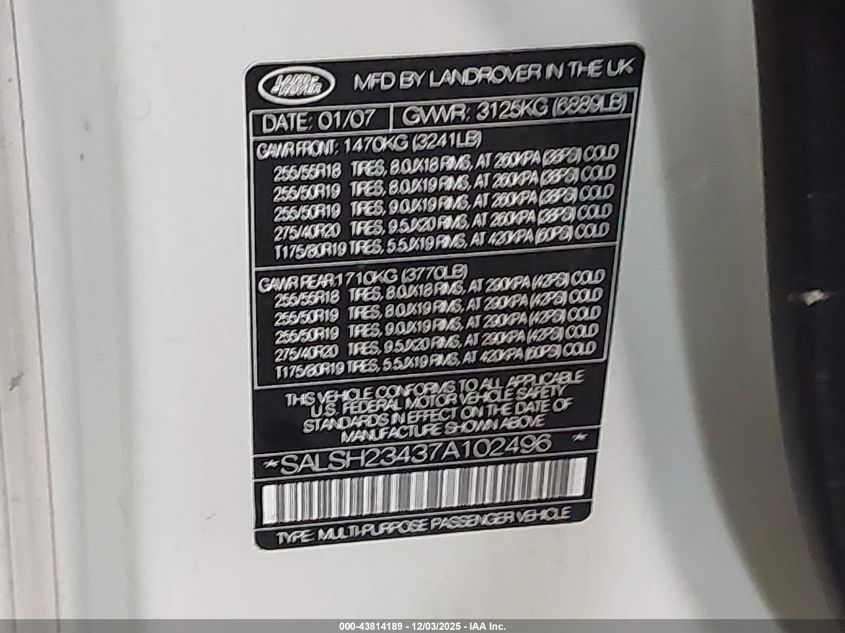 LAND ROVER
MFD BY LANDROVER IN THE UK
DATE: 01/07 GVWR: 3125KG (6889LB)
GAWR FRONT: 1470KG (3241LB)
255/55R18 TIRES, 8.0JX18 RIMS, AT 260KPA (38PSI) COLD
255/50R19 TIRES, 8.0JX19 RIMS, AT 260KPA (38PSI) COLD
255/50R19 TIRES, 9.0JX19 RIMS, AT 260KPA (38PSI) COLD
275/40R20 TIRES, 9.5JX20 RIMS, AT 260KPA (38PSI) COLD
T175/80R19 TIRES, 5.5JX19 RIMS, AT 420KPA (60PSI) COLD
GAWR REAR: 1710KG (3770LB)
255/55R18 TIRES, 8.0JX18 RIMS, AT 290KPA (42PSI) COLD
255/50R19 TIRES, 8.0JX19 RIMS, AT 290KPA (42PSI) COLD
255/50R19 TIRES, 9.0JX19 RIMS, AT 290KPA (42PSI) COLD
275/40R20 TIRES, 9.5JX20 RIMS, AT 290KPA (42PSI) COLD
T175/80R19 TIRES, 5.5JX19 RIMS, AT 420KPA (60PSI) COLD
THIS VEHICLE CONFORMS TO ALL APPLICABLE
U.S. FEDERAL MOTOR VEHICLE SAFETY
STANDARDS IN EFFECT ON THE DATE OF
MANUFACTURE SHOWN ABOVE
*SALSH23437A102496 *
TYPE: MULTI-PURPOSE PASSENGER VEHICLE
000-43814189 - 12/03/2025 - IAA Inc.